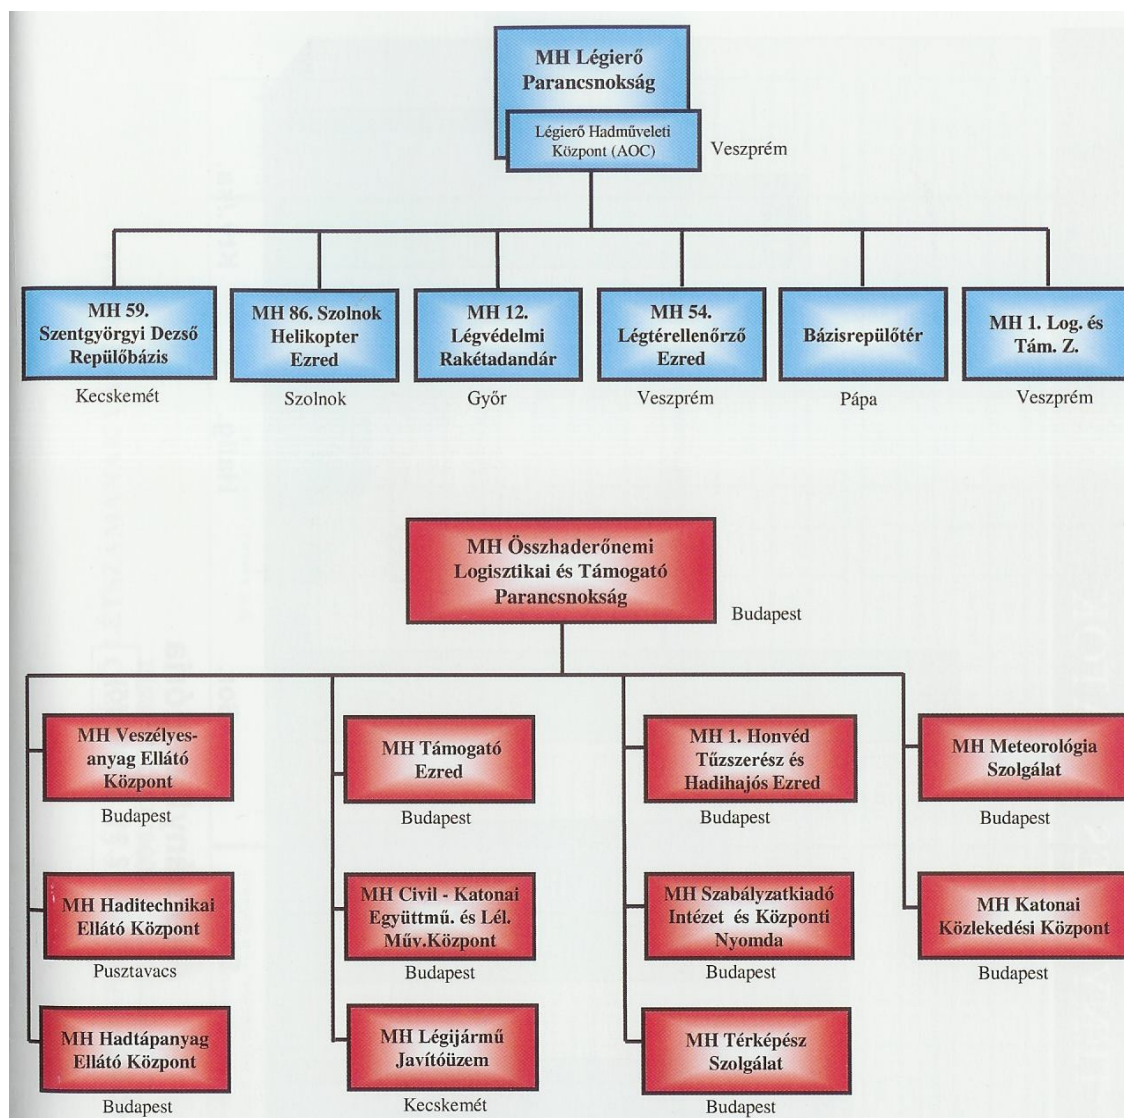 MH Légierő
Parancsnokság
Légierő Hadműveleti
Központ (AOC)
Veszprém
MH 59.
Szentgyörgyi Dezső
Repülőbázis
Kecskemét
MH 86. Szolnok
Helikopter
Ezred
Szolnok
MH 12.
Légvédelmi
Rakétadandár
Győr
MH 54.
Légtérellenőrző
Ezred
Veszprém
Bázisrepülőtér
Pápa
MH 1. Log. és
Tám. Z.
Veszprém
MH Összhaderőnemi
Logisztikai és Támogató
Parancsnokság
Budapest
MH Veszélyes-
anyag Ellátó
Központ
Budapest
MH Támogató
Ezred
Budapest
MH 1. Honvéd
Tűzszerész és
Hadihajós Ezred
Budapest
MH Meteorológia
Szolgálat
Budapest
MH Haditechnikai
Ellátó Központ
Pusztavacs
MH Civil - Katonai
Együttmű. és Lél.
Műv.Központ
Budapest
MH Szabályzatkiadó
Intézet és Központi
Nyomda
Budapest
MH Katonai
Közlekedési Központ
Budapest
MH Hadtápanyag
Ellátó Központ
Budapest
MH Légijármű
Javítóüzem
Kecskemét
MH Térképész
Szolgálat
Budapest